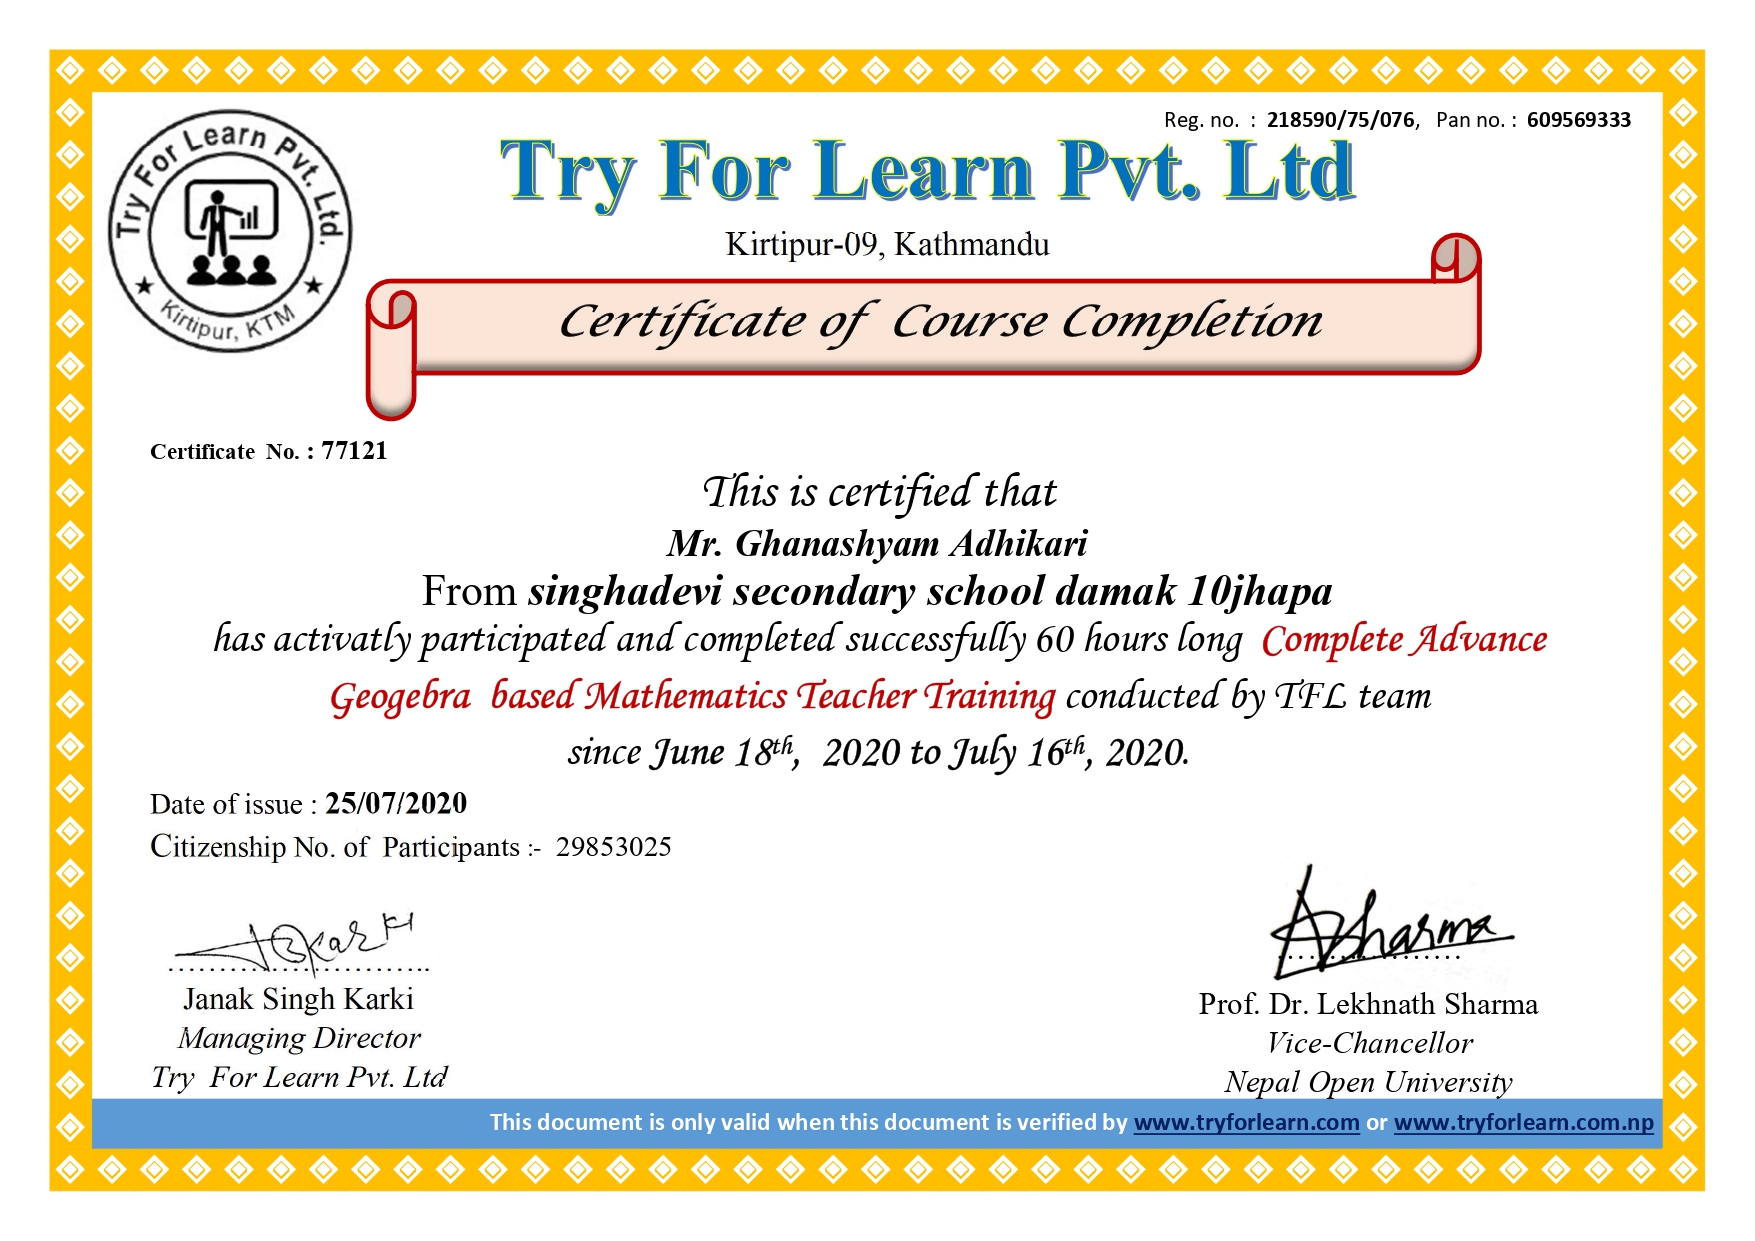 Reg. no. : 218590/75/076, Pan no. : 609569333
Try For Learn Pvt. Ltd.
Kirtipur, KTM
Try For Learn Pvt. Ltd
Kirtipur-09, Kathmandu
Certificate of Course Completion
Certificate No. : 77121
This is certified that
Mr. Ghanashyam Adhikari
From singhadevi secondary school damak 10jhapa
has activatly participated and completed successfully 60 hours long Complete Advance
Geogebra based Mathematics Teacher Training conducted by TFL team
since June 18th, 2020 to July 16th, 2020.
Date of issue : 25/07/2020
Citizenship No. of Participants :- 29853025
Janak Singh Karki
Managing Director
Try For Learn Pvt. Ltd
Prof. Dr. Lekhnath Sharma
Vice-Chancellor
Nepal Open University
This document is only valid when this document is verified by www.tryforlearn.com or www.tryforlearn.com.np